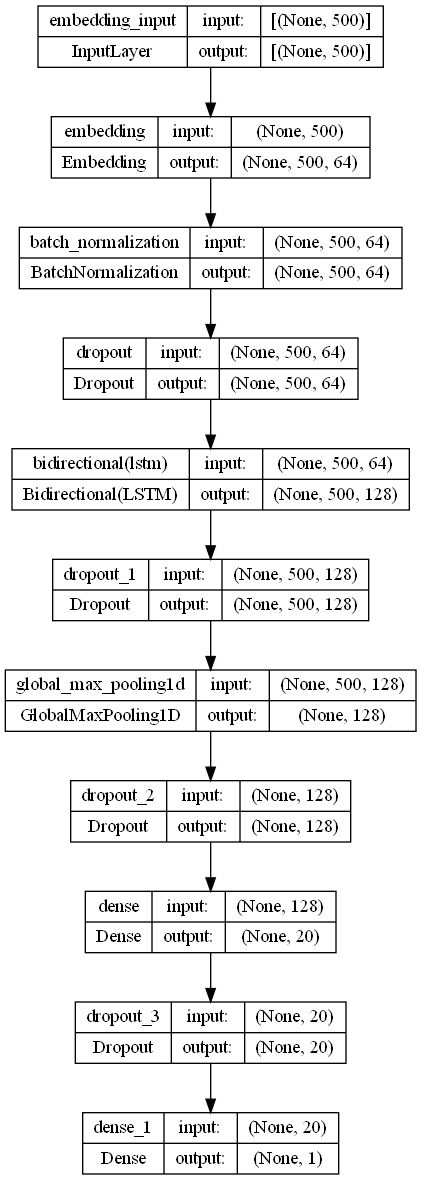 embedding_input input: [(None, 500)]
InputLayer output: [(None, 500)]
embedding input: (None, 500)
Embedding output: (None, 500, 64)
batch_normalization input: (None, 500, 64)
BatchNormalization output: (None, 500, 64)
dropout input: (None, 500, 64)
Dropout output: (None, 500, 64)
bidirectional(lstm) input: (None, 500, 64)
Bidirectional(LSTM) output: (None, 500, 128)
dropout_1 input: (None, 500, 128)
Dropout output: (None, 500, 128)
global_max_pooling1d input: (None, 500, 128)
GlobalMaxPooling1D output: (None, 128)
dropout_2 input: (None, 128)
Dropout output: (None, 128)
dense input: (None, 128)
Dense output: (None, 20)
dropout_3 input: (None, 20)
Dropout output: (None, 20)
dense_1 input: (None, 20)
Dense output: (None, 1)